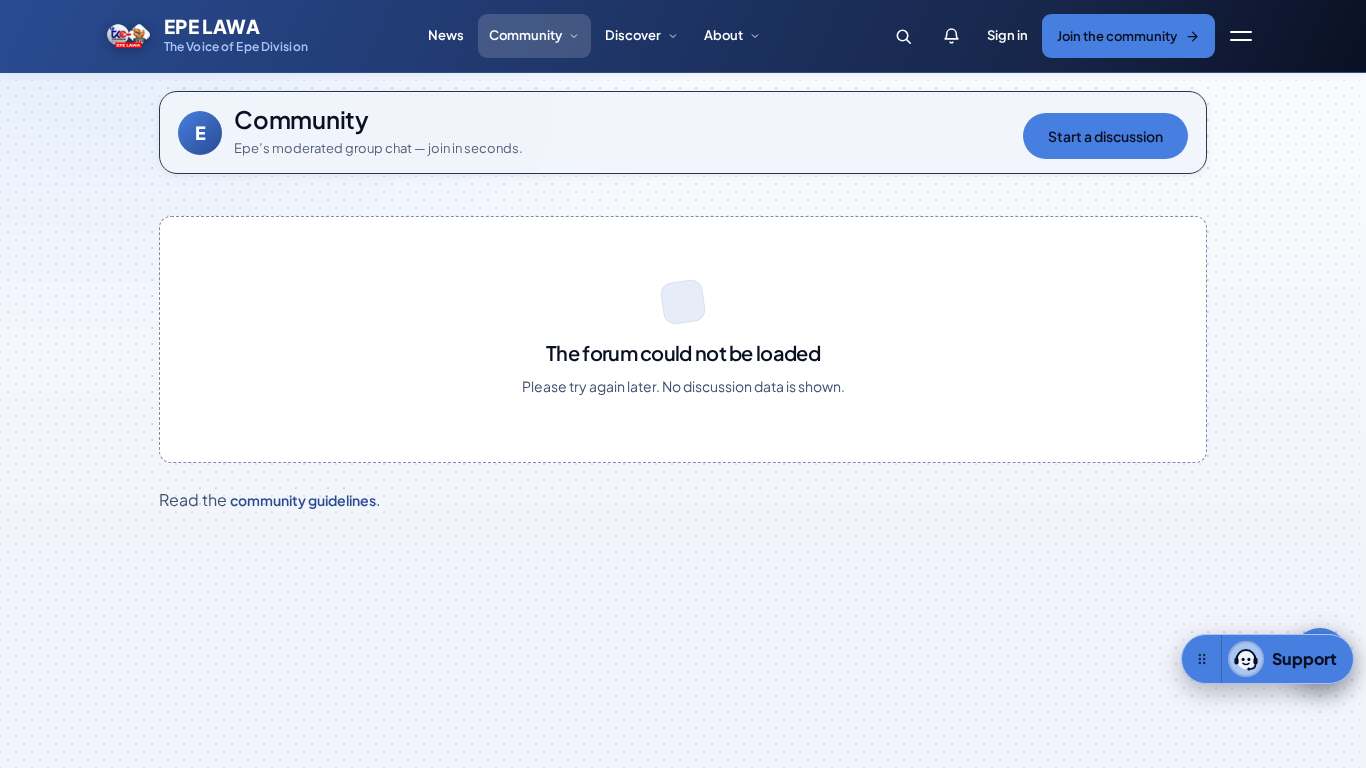 EPE LAWA
The Voice of Epe Division
News
Community
Discover
About
Sign in
Join the community
E
Community
Epe's moderated group chat — join in seconds.
Start a discussion
The forum could not be loaded
Please try again later. No discussion data is shown.
Read the community guidelines.
Support